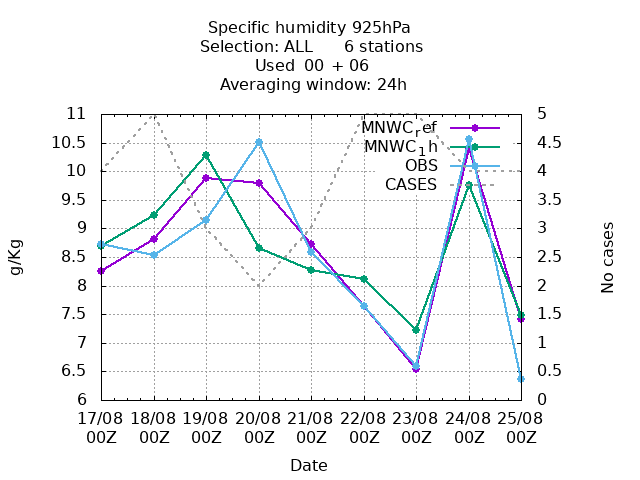 Specific humidity 925hPa
Selection: ALL 6 stations
Used 00 + 06
Averaging window: 24h
11 5
10.5 4.5
10 4
9.5 3.5
9 3
8.5 2.5
8 2
7.5 1.5
7 1
6.5 0.5
6 0
MNWC_ref
MNWC_1h
OBS
CASES
g/Kg
No cases
17/08 18/08 19/08 20/08 21/08 22/08 23/08 24/08 25/08
00Z 00Z 00Z 00Z 00Z 00Z 00Z 00Z 00Z
Date